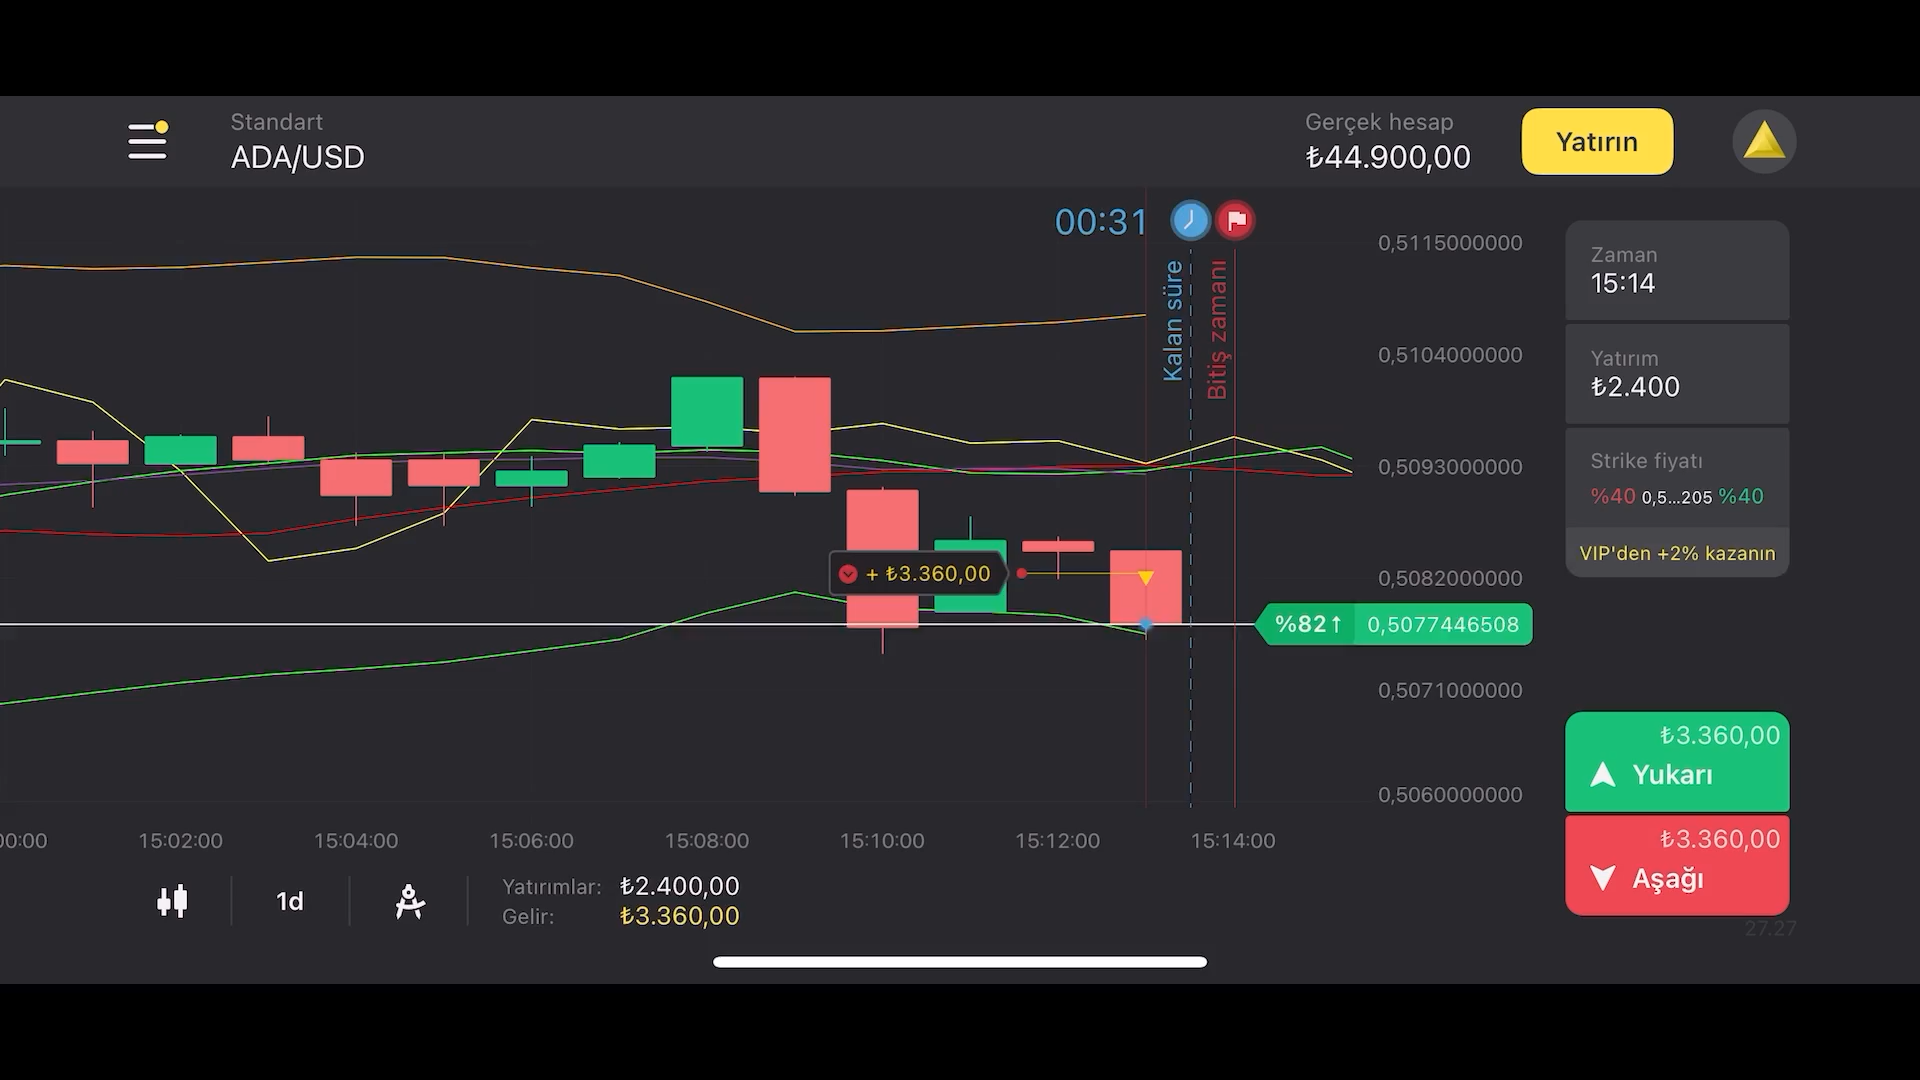 Standart
ADA/USD
Gerçek hesap
₺44.900,00
Yatırın
00:31
Kalan süre
Bitiş zamanı
0,5115000000
0,5104000000
0,5093000000
0,5082000000
0,5071000000
0,5060000000
%82↑ 0,5077446508
+ ₺3.360,00
Zaman
15:14
Yatırım
₺2.400
Strike fiyatı
%40 0,5...205 %40
VIP'den +2% kazanın
₺3.360,00
Yukarı
₺3.360,00
Aşağı
27.27
00:00 15:02:00 15:04:00 15:06:00 15:08:00 15:10:00 15:12:00 15:14:00
1d
Yatırımlar: ₺2.400,00
Gelir: ₺3.360,00